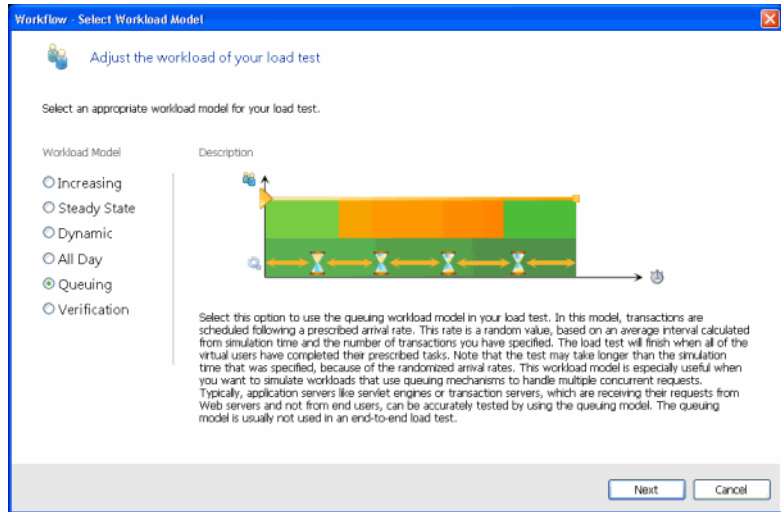 Workflow - Select Workload Model
Adjust the workload of your load test
Select an appropriate workload model for your load test.
Workload Model
Description
Increasing
Steady State
Dynamic
All Day
Queuing
Verification
Select this option to use the queuing workload model in your load test. In this model, transactions are
scheduled following a prescribed arrival rate. This rate is a random value, based on an average interval calculated
from simulation time and the number of transactions you have specified. The load test will finish when all of the
virtual users have completed their prescribed tasks. Note that the test may take longer than the simulation
time that was specified, because of the randomized arrival rates. This workload model is especially useful when
you want to simulate workloads that use queuing mechanisms to handle multiple concurrent requests.
Typically, application servers like servlet engines or transaction servers, which are receiving their requests from
Web servers and not from end users, can be accurately tested by using the queuing model. The queuing
model is usually not used in an end-to-end load test.
Next
Cancel